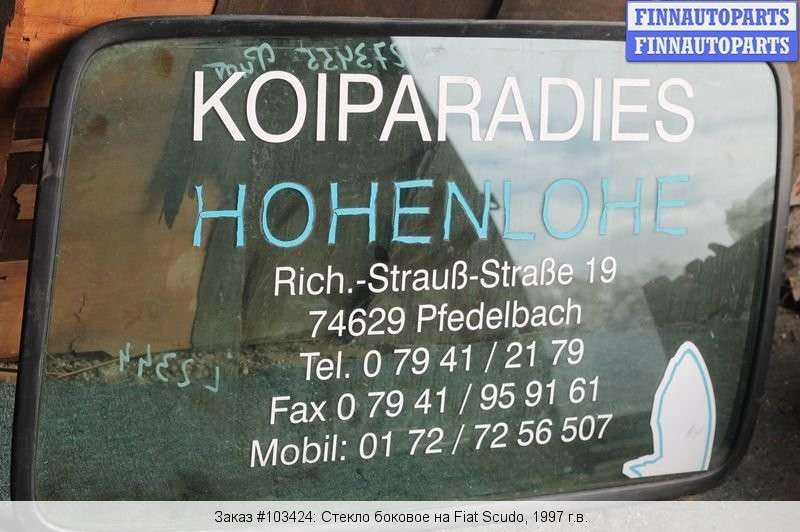 FINNAUTOPARTS
FINNAUTOPARTS
KOIPARADIES
HOHENLOHE
Rich.-Strauß-Straße 19
74629 Pfedelbach
Tel. 0 79 41 / 21 79
Fax 0 79 41 / 95 91 61
Mobil: 01 72 / 72 56 507
L2344
Заказ #103424: Стекло боковое на Fiat Scudo, 1997 г.в.